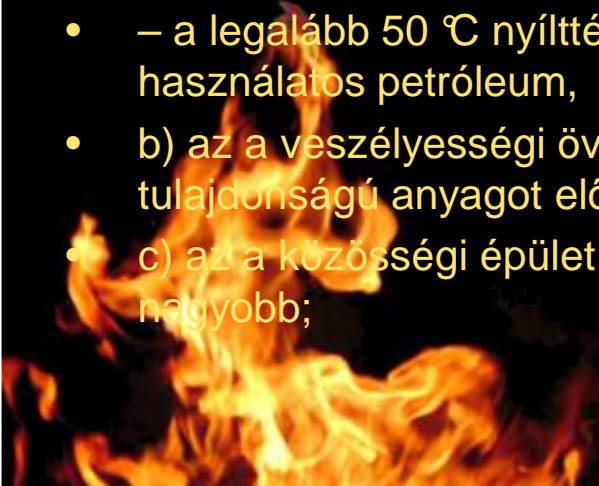 • – a legalább 50 ℃ nyíltté
használatos petróleum,
• b) az a veszélyességi öv
tulajdonságú anyagot elő
• c) az a közösségi épület
nagyobb;